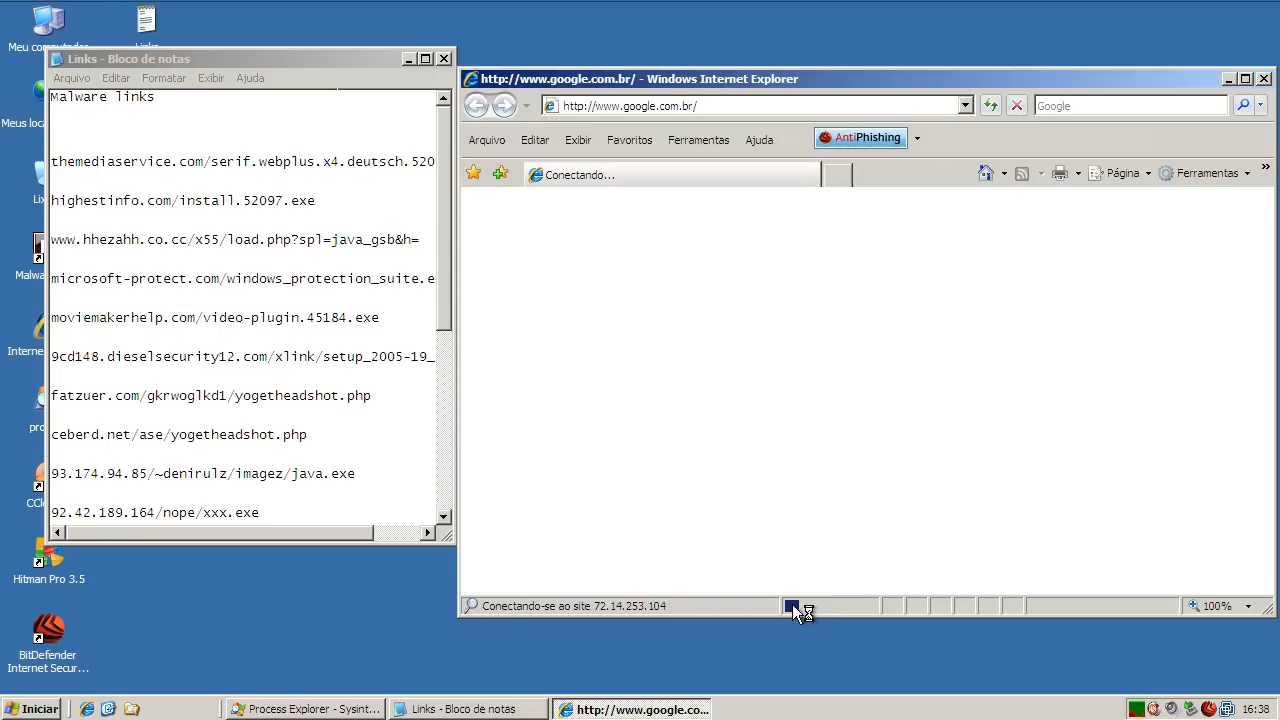 Meu computador
Links
Links - Bloco de notas
Arquivo Editar Formatar Exibir Ajuda
Malware links
themediaservice.com/serif.webplus.x4.deutsch.520
highestinfo.com/install.52097.exe
www.hhezahh.co.cc/x55/load.php?spl=java_gsb&h=
microsoft-protect.com/windows_protection_suite.e
moviemakerhelp.com/video-plugin.45184.exe
9cd148.dieselsecurity12.com/xlink/setup_2005-19_
fatzuer.com/gkrwoglkd1/yogetheadshot.php
ceberd.net/ase/yogetheadshot.php
93.174.94.85/~denirulz/imagez/java.exe
92.42.189.164/nope/xxx.exe
http://www.google.com.br/ - Windows Internet Explorer
http://www.google.com.br/
Google
Arquivo Editar Exibir Favoritos Ferramentas Ajuda
AntiPhishing
Conectando...
Página Ferramentas
Conectando-se ao site 72.14.253.104
100%
Meus loca
Lix
Malwa
Interne
pro
CCl
Hitman Pro 3.5
BitDefender
Internet Secur...
Iniciar
Process Explorer - Sysint...
Links - Bloco de notas
http://www.google.co...
16:38